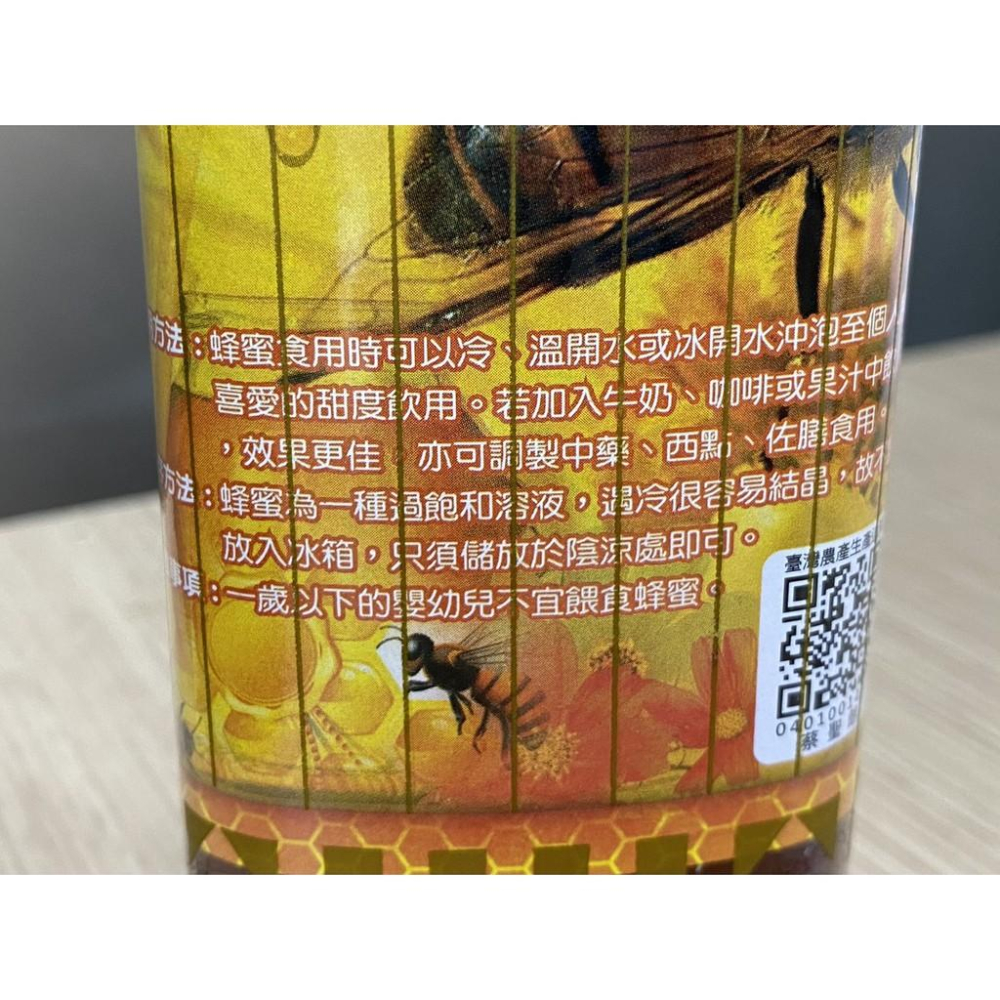 方法：蜂蜜食用時可以冷、溫開水或冰開水沖泡至個人
喜愛的甜度飲用。若加入牛奶、咖啡或果汁中飲
，效果更佳。亦可調製中藥、西點、佐膳食用。
方法：蜂蜜為一種過飽和溶液，遇冷很容易結晶，故不
放入冰箱，只須儲放於陰涼處即可。
事項：一歲以下的嬰幼兒不宜餵食蜂蜜。
臺灣農產生產
040100
蔡